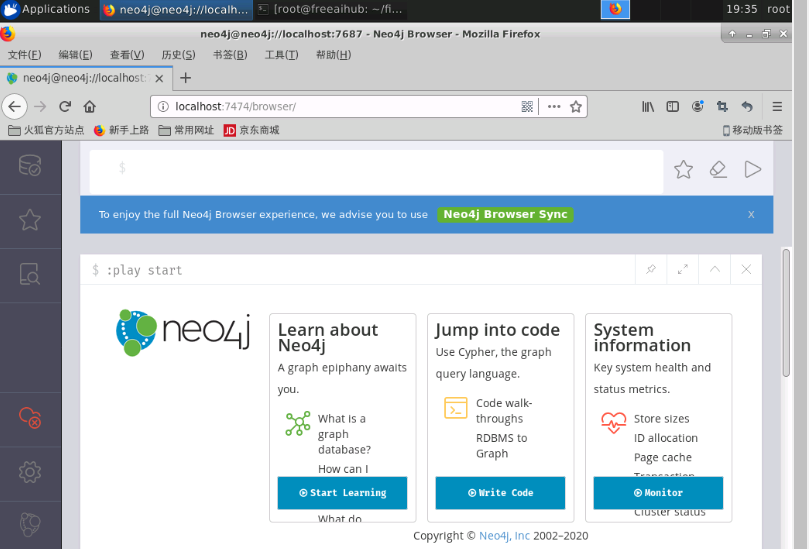 Applications
neo4j@neo4j://localh...
[root@freeaihub: ~/fi...
19:35 root
neo4j@neo4j://localhost:7687 - Neo4j Browser - Mozilla Firefox
文件(F) 编辑(E) 查看(V) 历史(S) 书签(B) 工具(T) 帮助(H)
neo4j@neo4j://localhost:
localhost:7474/browser/
火狐官方站点 新手上路 常用网址 JD 京东商城 移动版书签
$
To enjoy the full Neo4j Browser experience, we advise you to use Neo4j Browser Sync x
$ :play start
neo4j
Learn about
Neo4j
A graph epiphany awaits
you.
What is a
graph
database?
How can I
Start Learning
What do
Jump into code
Use Cypher, the graph
query language.
Code walk-
throughs
RDBMS to
Graph
Write Code
System
information
Key system health and
status metrics.
Store sizes
ID allocation
Page cache
Transaction
Monitor
Cluster status
Copyright © Neo4j, Inc 2002–2020